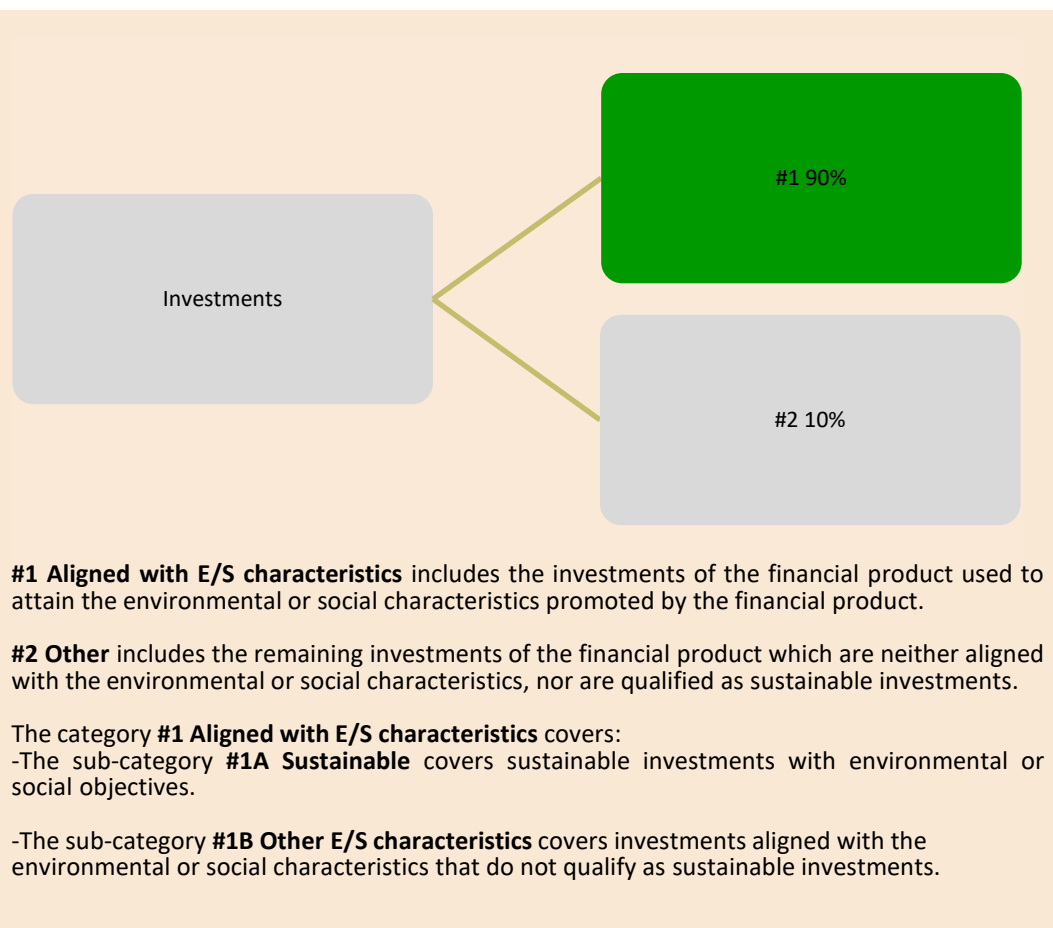 #1 90%
Investments
#2 10%
#1 Aligned with E/S characteristics includes the investments of the financial product used to
attain the environmental or social characteristics promoted by the financial product.
#2 Other includes the remaining investments of the financial product which are neither aligned
with the environmental or social characteristics, nor are qualified as sustainable investments.
The category #1 Aligned with E/S characteristics covers:
-The sub-category #1A Sustainable covers sustainable investments with environmental or
social objectives.
-The sub-category #1B Other E/S characteristics covers investments aligned with the
environmental or social characteristics that do not qualify as sustainable investments.